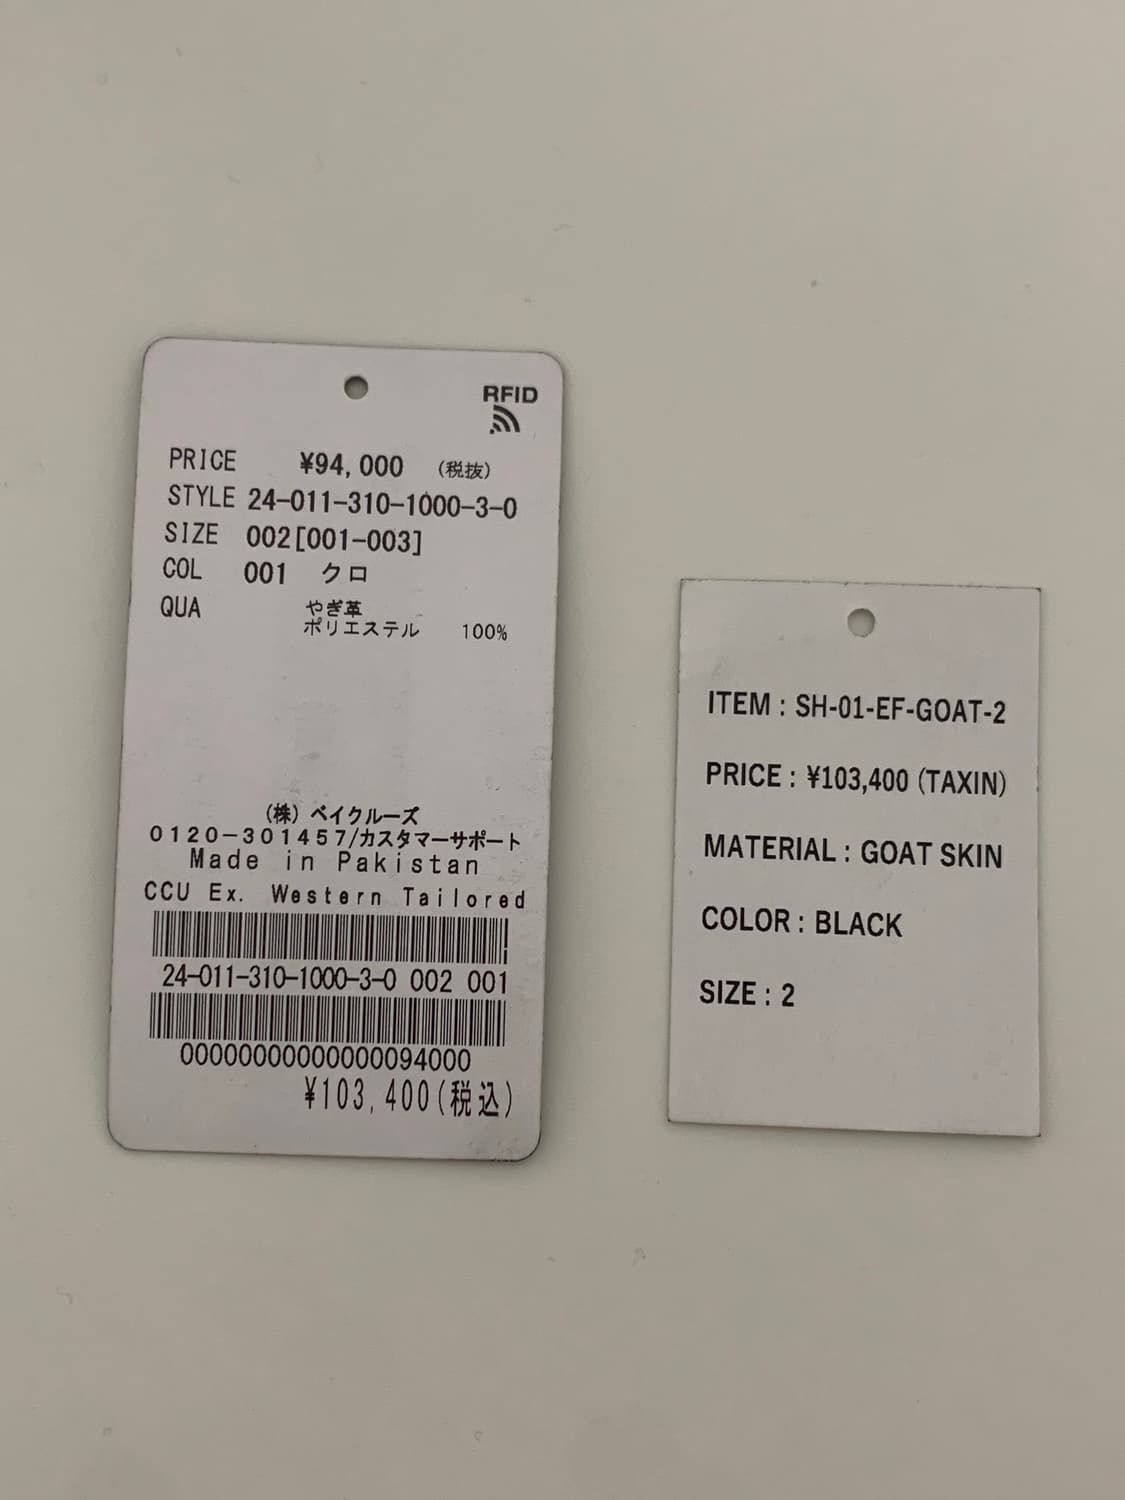 RFID
PRICE ¥94,000 (税抜)
STYLE 24-011-310-1000-3-0
SIZE 002[001-003]
COL 001 クロ
QUA やぎ革
ポリエステル 100%
(株) ベイクルーズ
0120-301457/カスタマーサポート
Made in Pakistan
CCU Ex. Western Tailored
24-011-310-1000-3-0 002 001
00000000000000094000
¥103,400(税込)
ITEM : SH-01-EF-GOAT-2
PRICE : ¥103,400 (TAXIN)
MATERIAL : GOAT SKIN
COLOR : BLACK
SIZE : 2